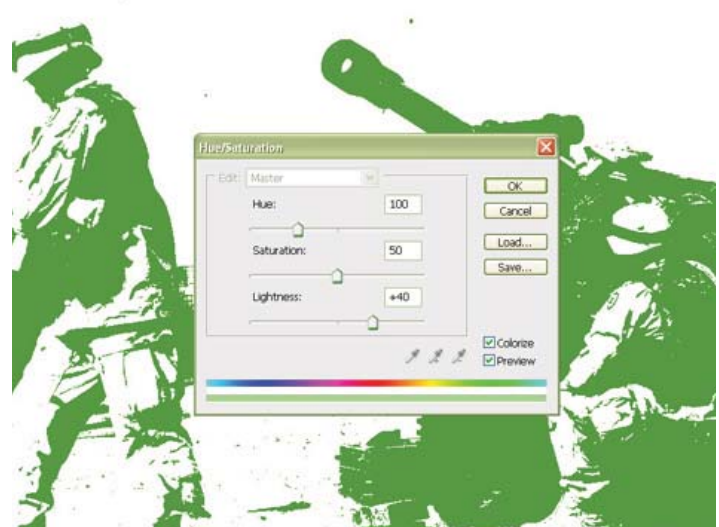 Hue/Saturation
Edit: Master
Hue: 100
Saturation: 50
Lightness: +40
OK
Cancel
Load...
Save...
Colorize
Preview